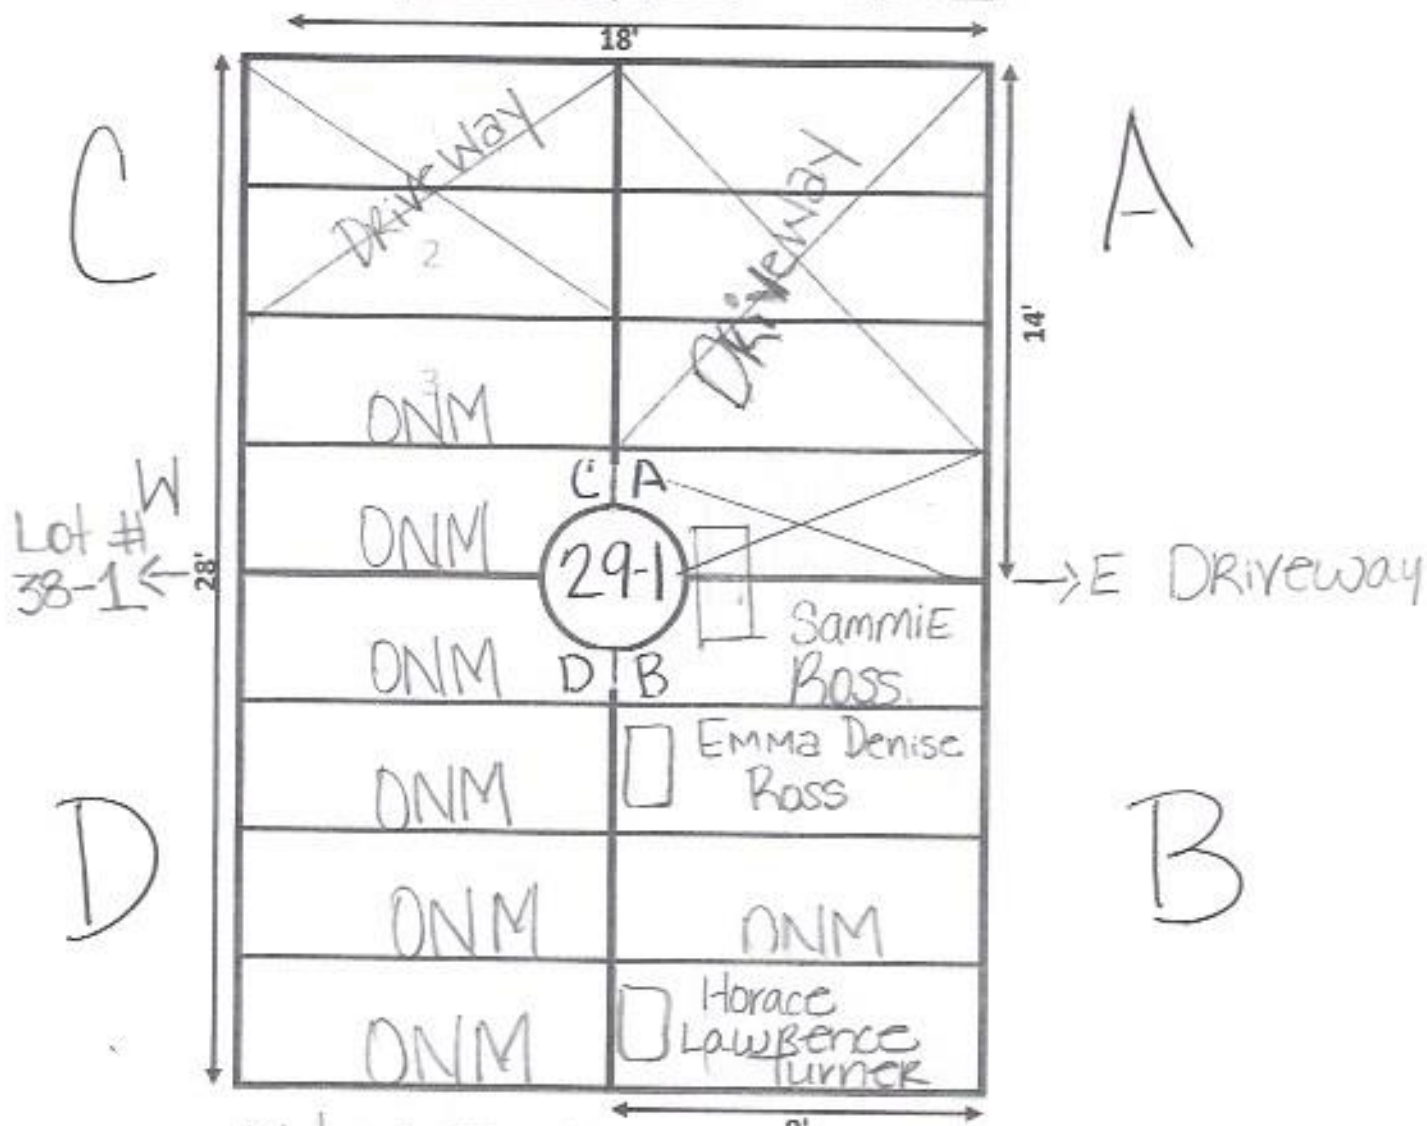 18'
C
A
DRiveWay
DRiveway
2
14'
3
ONM
W
C A
Lot #
38-1
28'
ONM
29-1
E DRiveway
ONM
D B
SammiE
Ross.
ONM
Emma Denise
Ross
D
B
ONM
ONM
ONM
Horace
LawRence
Turner